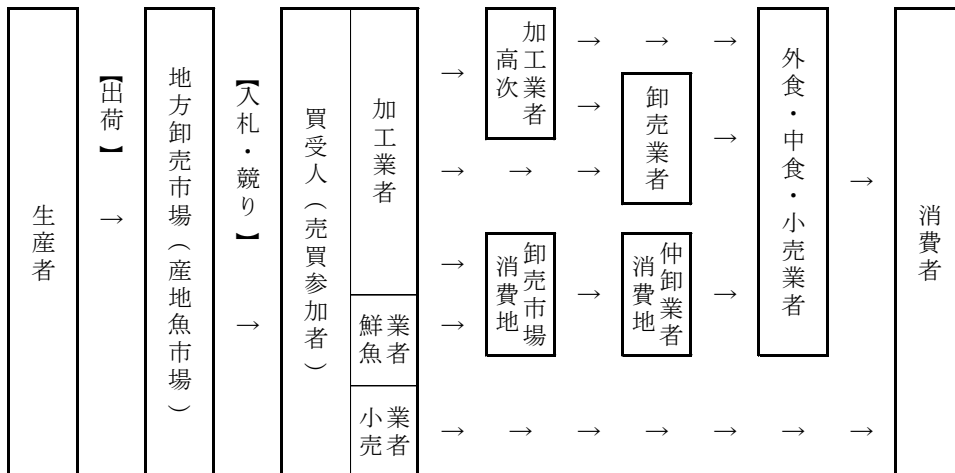 生産者
【出荷】
→
地方卸売市場（産地魚市場）
【入札・競り】
→
買受人（売買参加者）
加工業者
鮮魚業者
小売業者
→
高次加工業者
→ → →
→
卸売業者
→
→ → →
→
→
消費地卸売市場
→
消費地仲卸業者
→
外食・中食・小売業者
→
→ → → → → → →
消費者